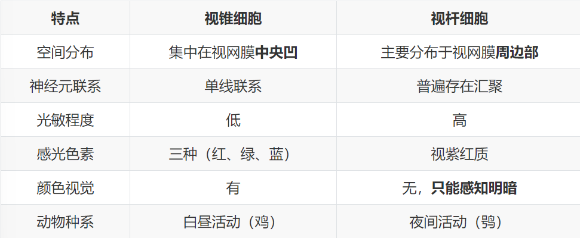 特点 视锥细胞 视杆细胞
空间分布 集中在视网膜中央凹 主要分布于视网膜周边部
神经元联系 单线联系 普遍存在汇聚
光敏程度 低 高
感光色素 三种（红、绿、蓝） 视紫红质
颜色视觉 有 无，只能感知明暗
动物种系 白昼活动（鸡） 夜间活动（鸮）